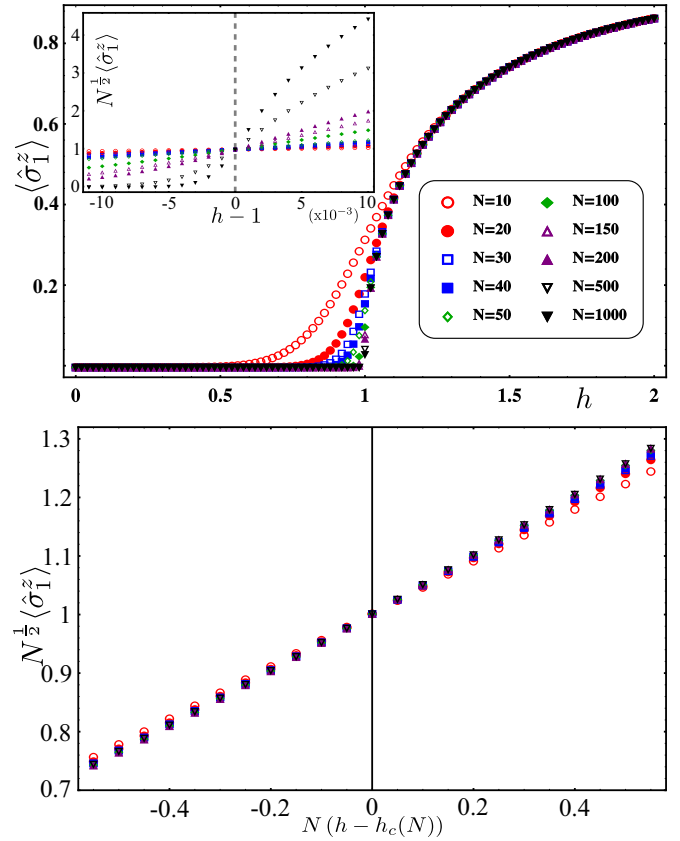 0.8
0.6
0.4
0.2
⟨σ̂₁ᶻ⟩
4
3
2
1
0
N^{1/2}⟨σ̂₁ᶻ⟩
-10
-5
0
5
10
h − 1
(x10⁻³)
N=10
N=20
N=30
N=40
N=50
N=100
N=150
N=200
N=500
N=1000
0
0.5
1
1.5
h
2
1.3
1.2
1.1
1
0.9
0.8
0.7
N^{1/2}⟨σ̂₁ᶻ⟩
-0.4
-0.2
0
0.2
0.4
N (h − h_c(N))